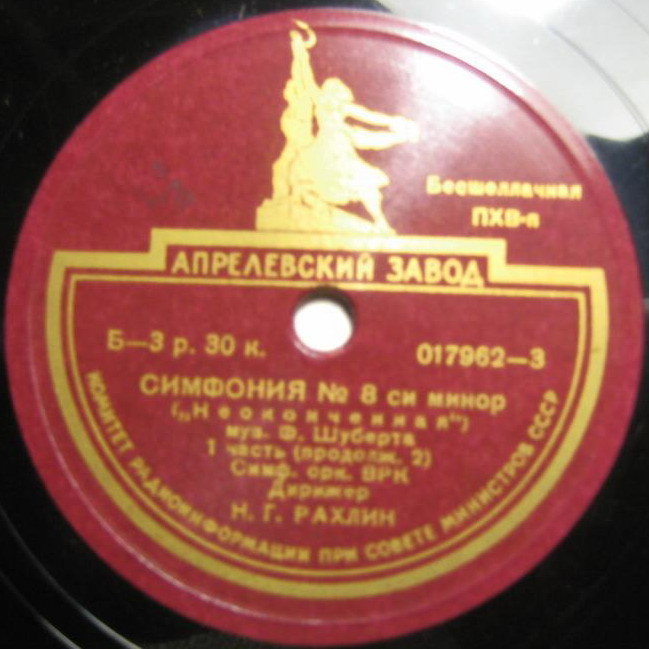 Бесшеллачная
ПХВ-п
АПРЕЛЕВСКИЙ ЗАВОД
Б—3 р. 30 к.
017962—3
СИМФОНИЯ № 8 си минор
(„Неоконченная")
муз. Ф. Шуберта
1 часть (продолж. 2)
Симф. орк. ВРК
Дирижер
Н. Г. РАХЛИН
КОМИТЕТ РАДИОИНФОРМАЦИИ ПРИ СОВЕТЕ МИНИСТРОВ СССР